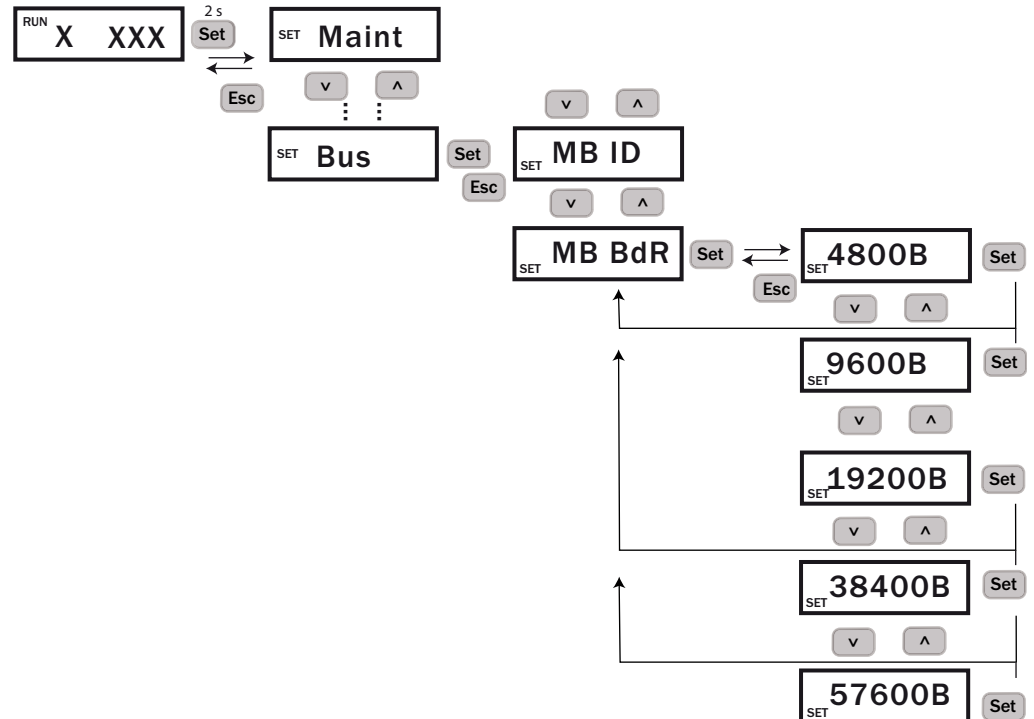 2 s
RUN X XXX Set SET Maint
Esc v ʌ
v ʌ
SET Bus Set SET MB ID
Esc
v ʌ
SET MB BdR Set SET 4800B Set
Esc
v ʌ
SET 9600B Set
v ʌ
SET 19200B Set
v ʌ
SET 38400B Set
v ʌ
SET 57600B Set